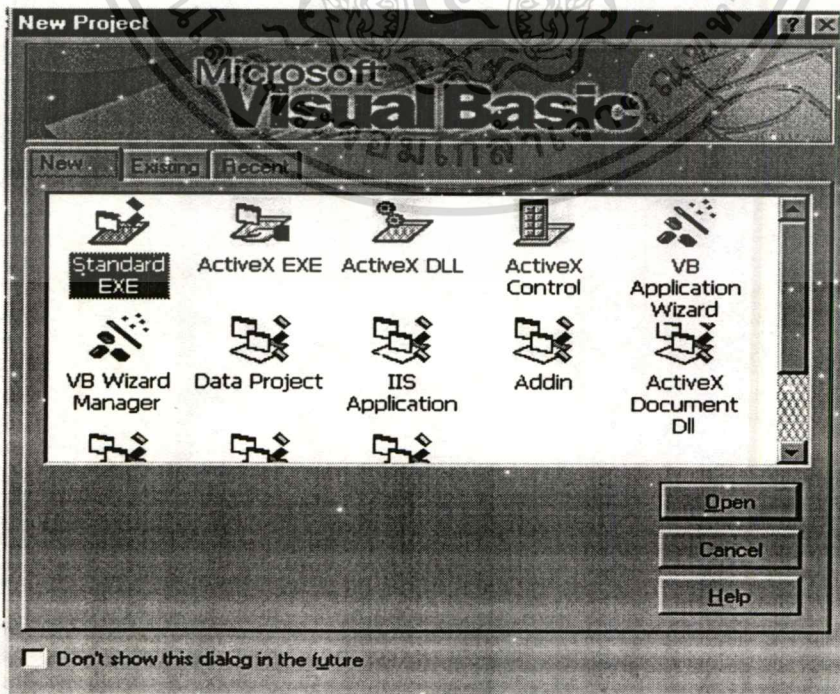 New Project
Microsoft
Visual Basic
New Existing Recent
Standard EXE
ActiveX EXE
ActiveX DLL
ActiveX Control
VB Application Wizard
VB Wizard Manager
Data Project
IIS Application
Addin
ActiveX Document Dll
Open
Cancel
Help
Don't show this dialog in the future